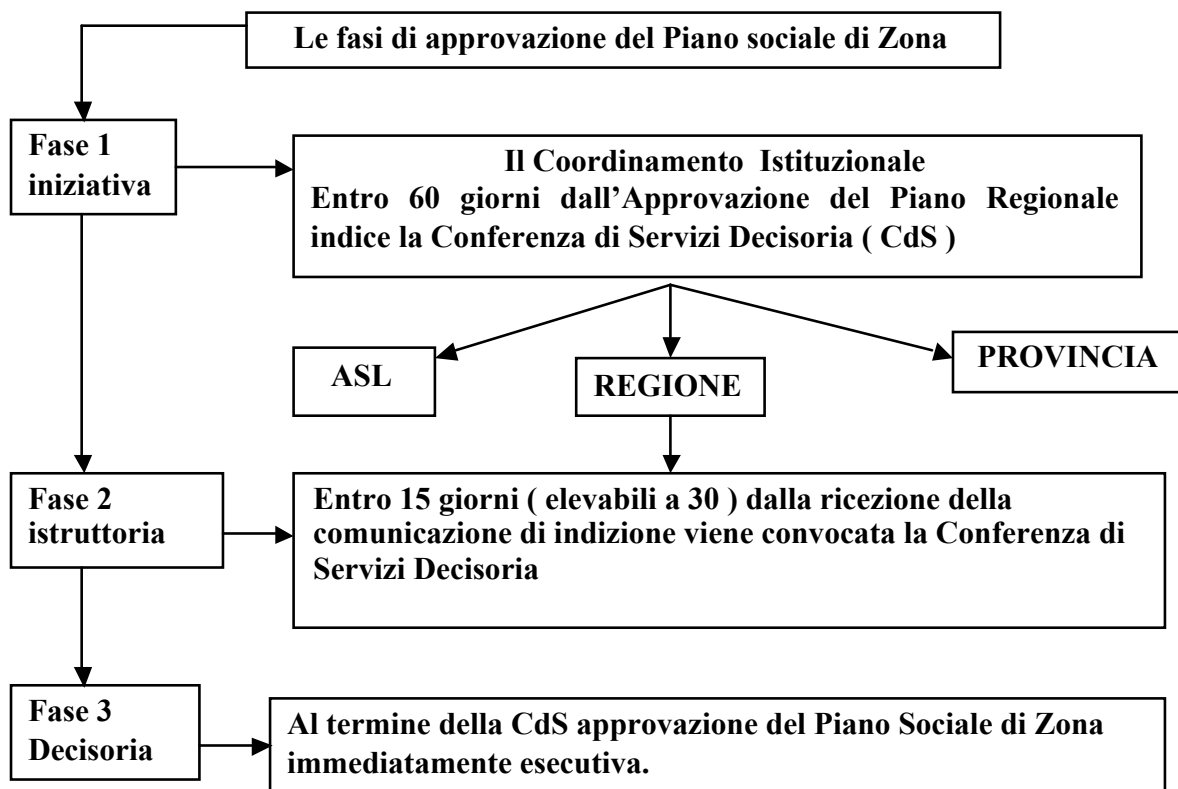 Le fasi di approvazione del Piano sociale di Zona
Fase 1
iniziativa
Il Coordinamento Istituzionale
Entro 60 giorni dall’Approvazione del Piano Regionale
indice la Conferenza di Servizi Decisoria ( CdS )
ASL
REGIONE
PROVINCIA
Fase 2
istruttoria
Entro 15 giorni ( elevabili a 30 ) dalla ricezione della
comunicazione di indizione viene convocata la Conferenza di
Servizi Decisoria
Fase 3
Decisoria
Al termine della CdS approvazione del Piano Sociale di Zona
immediatamente esecutiva.